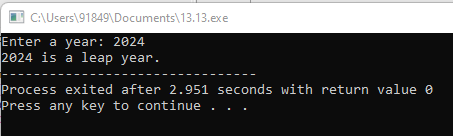 C:\Users\91849\Documents\13.13.exe
Enter a year: 2024
2024 is a leap year.
--------------------------------
Process exited after 2.951 seconds with return value 0
Press any key to continue . . .